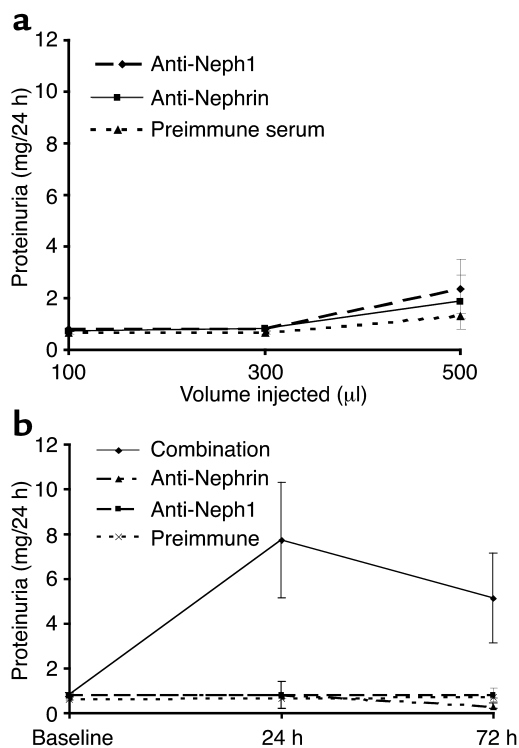 a
12
10
8
6
4
2
0
Proteinuria (mg/24 h)
Anti-Neph1
Anti-Nephrin
Preimmune serum
100 300 500
Volume injected (µl)
b
12
10
8
6
4
2
0
Proteinuria (mg/24 h)
Combination
Anti-Nephrin
Anti-Neph1
Preimmune
Baseline 24 h 72 h